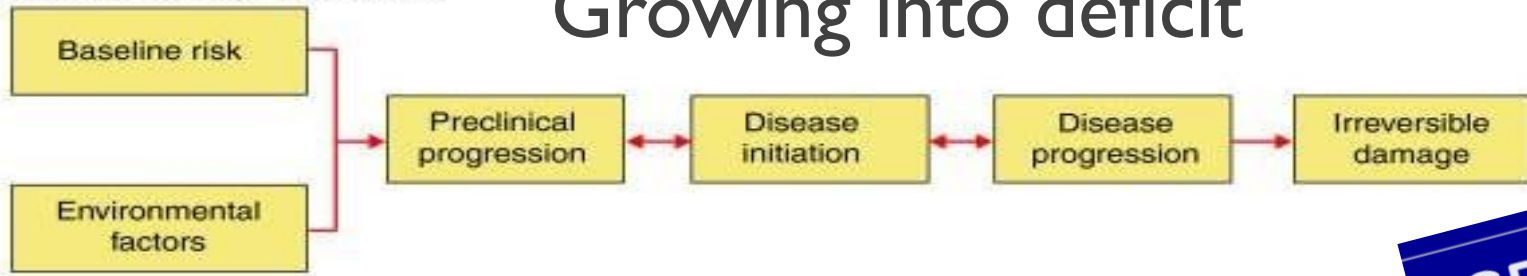 Growing into deficit
Baseline risk
Environmental
factors
Preclinical
progression
Disease
initiation
Disease
progression
Irreversible
damage